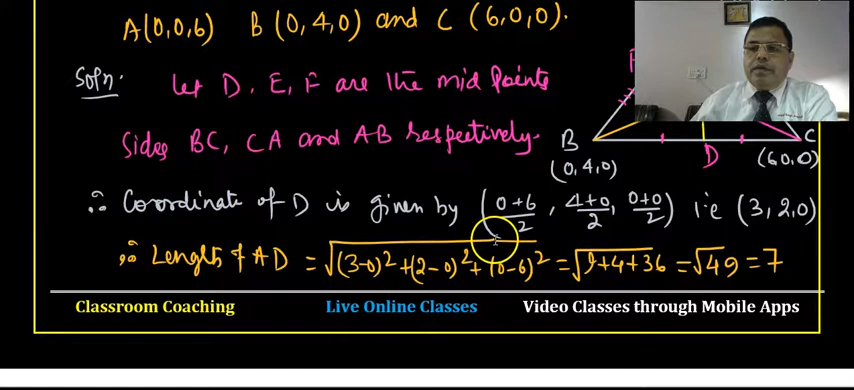 A(0,0,6) B(0,4,0) and C (6,0,0).
Soln. Let D, E, F are the mid points
Sides BC, CA and AB respectively.
B C
(0,4,0) D (6,0,0)
∴ Coordinate of D is given by (0+6/2, 4+0/2, 0+0/2) i.e (3,2,0)
∴ Length of AD = √(3-0)²+(2-0)²+(0-6)² = √9+4+36 = √49 = 7
Classroom Coaching Live Online Classes Video Classes through Mobile Apps